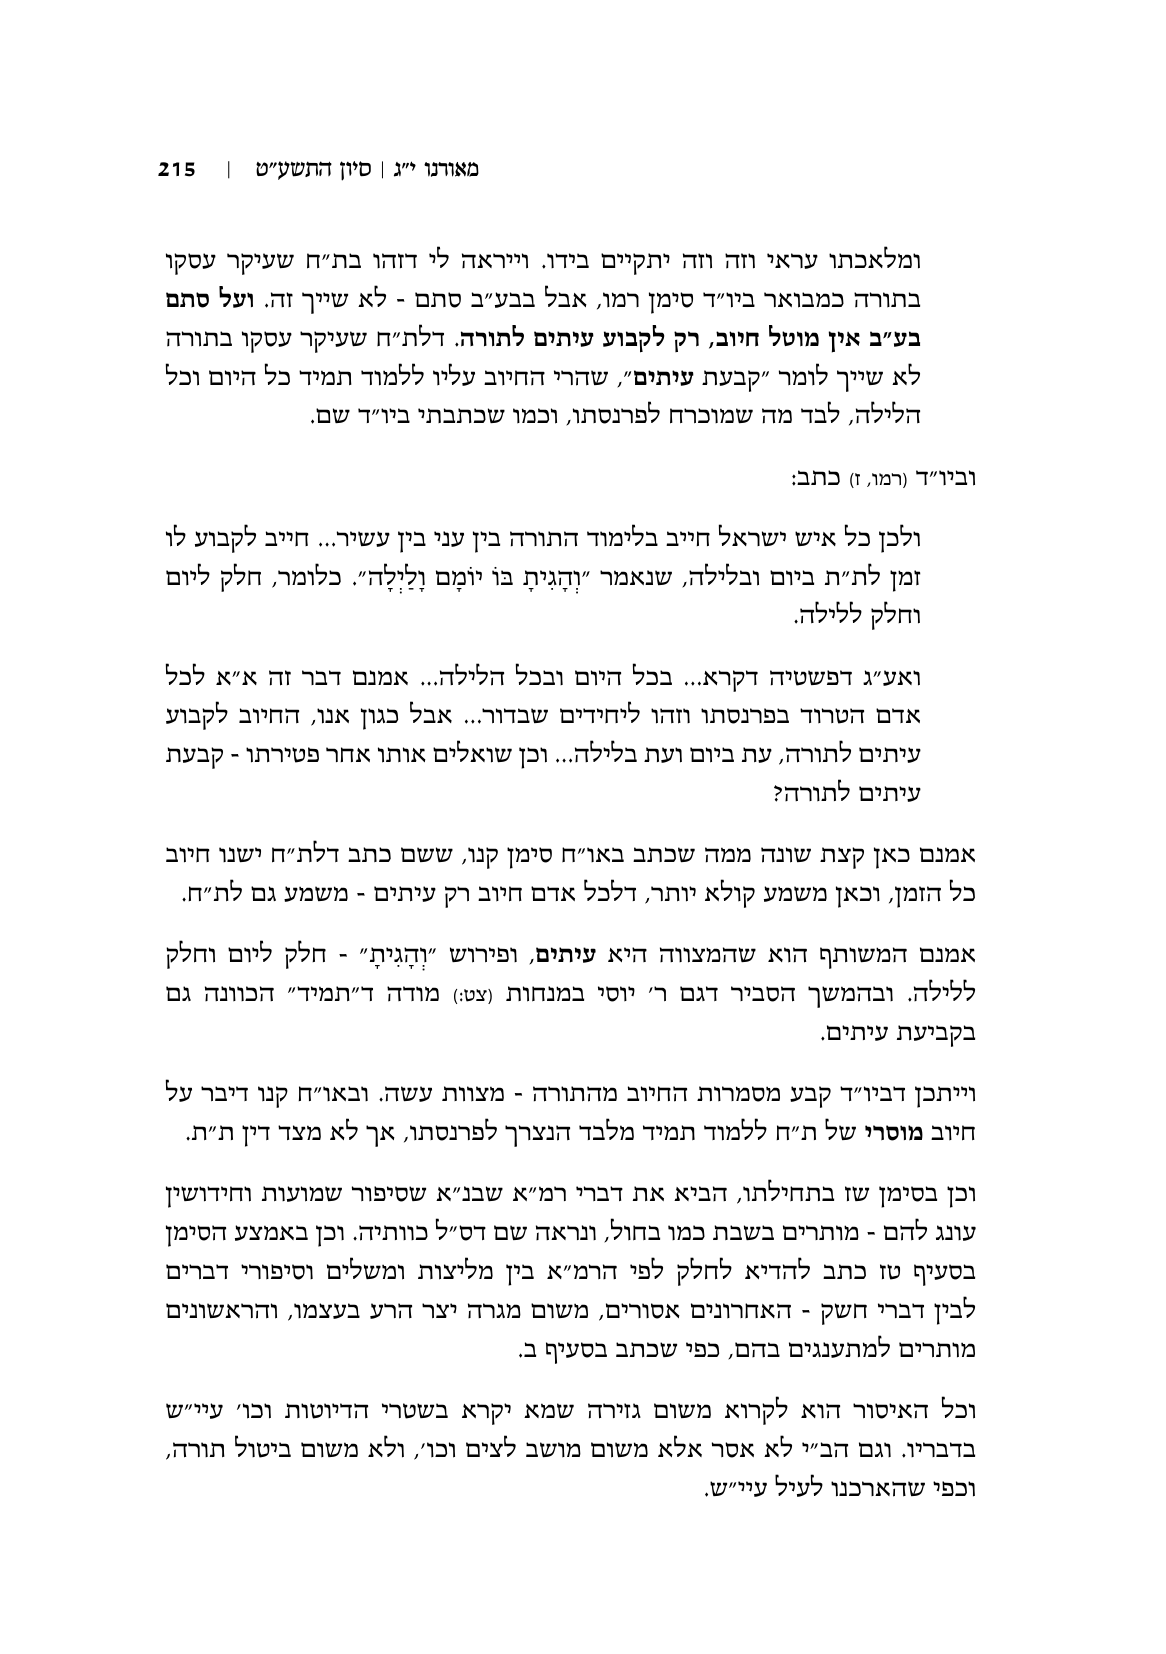 מאורנו י״ג | סיון התשע״ט | 215
ומלאכתו עראי וזה וזה יתקיים בידו. וייראה לי דזהו בת״ח שעיקר עסקו
בתורה כמבואר ביו״ד סימן רמו, אבל בבע״ב סתם - לא שייך זה. ועל סתם
בע״ב אין מוטל חיוב, רק לקבוע עיתים לתורה. דלת״ח שעיקר עסקו בתורה
לא שייך לומר ״קבעת עיתים״, שהרי החיוב עליו ללמוד תמיד כל היום וכל
הלילה, לבד מה שמוכרח לפרנסתו, וכמו שכתבתי ביו״ד שם.
וביו״ד (רמו, ז) כתב:
ולכן כל איש ישראל חייב בלימוד התורה בין עני בין עשיר... חייב לקבוע לו
זמן לת״ת ביום ובלילה, שנאמר ״וְהָגִיתָ בּוֹ יוֹמָם וָלַיְלָה״. כלומר, חלק ליום
וחלק ללילה.
ואע״ג דפשטיה דקרא... בכל היום ובכל הלילה... אמנם דבר זה א״א לכל
אדם הטרוד בפרנסתו וזהו ליחידים שבדור... אבל כגון אנו, החיוב לקבוע
עיתים לתורה, עת ביום ועת בלילה... וכן שואלים אותו אחר פטירתו - קבעת
עיתים לתורה?
אמנם כאן קצת שונה ממה שכתב באו״ח סימן קנו, ששם כתב דלת״ח ישנו חיוב
כל הזמן, וכאן משמע קולא יותר, דלכל אדם חיוב רק עיתים - משמע גם לת״ח.
אמנם המשותף הוא שהמצווה היא עיתים, ופירוש ״וְהָגִיתָ״ - חלק ליום וחלק
ללילה. ובהמשך הסביר דגם ר׳ יוסי במנחות (צט:) מודה ד״תמיד״ הכוונה גם
בקביעת עיתים.
וייתכן דביו״ד קבע מסמרות החיוב מהתורה - מצוות עשה. ובאו״ח קנו דיבר על
חיוב מוסרי של ת״ח ללמוד תמיד מלבד הנצרך לפרנסתו, אך לא מצד דין ת״ת.
וכן בסימן שז בתחילתו, הביא את דברי רמ״א שבנ״א שסיפור שמועות וחידושין
עונג להם - מותרים בשבת כמו בחול, ונראה שם דס״ל כוותיה. וכן באמצע הסימן
בסעיף טז כתב להדיא לחלק לפי הרמ״א בין מליצות ומשלים וסיפורי דברים
לבין דברי חשק - האחרונים אסורים, משום מגרה יצר הרע בעצמו, והראשונים
מותרים למתענגים בהם, כפי שכתב בסעיף ב.
וכל האיסור הוא לקרוא משום גזירה שמא יקרא בשטרי הדיוטות וכו׳ עיי״ש
בדבריו. וגם הב״י לא אסר אלא משום מושב לצים וכו׳, ולא משום ביטול תורה,
וכפי שהארכנו לעיל עיי״ש.